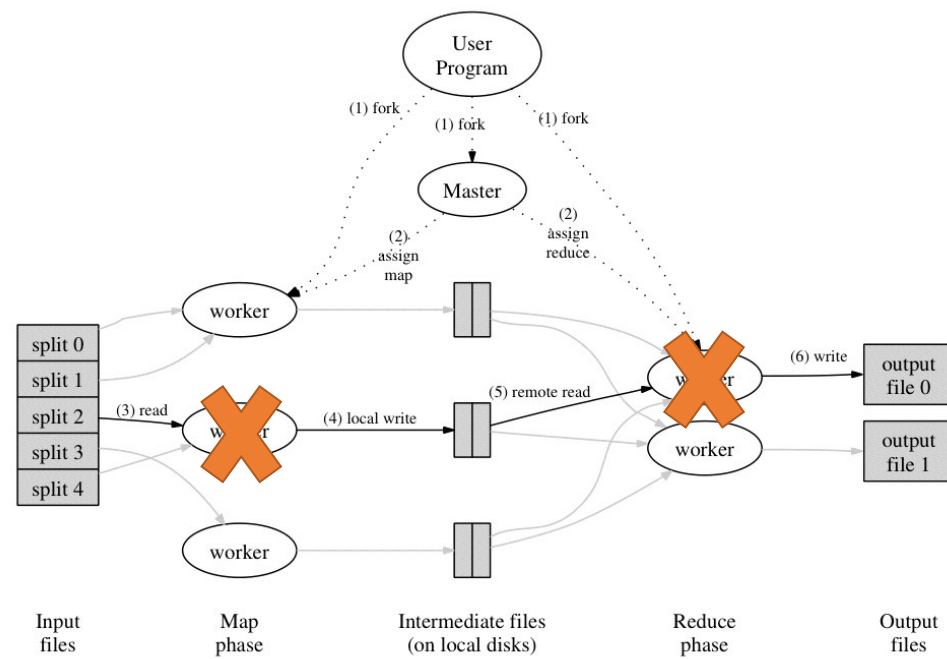 User
Program
(1) fork
(1) fork
(1) fork
Master
(2)
assign
map
(2)
assign
reduce
worker
split 0
split 1
split 2
split 3
split 4
(3) read
(4) local write
(5) remote read
(6) write
output
file 0
worker
output
file 1
worker
Input
files
Map
phase
Intermediate files
(on local disks)
Reduce
phase
Output
files